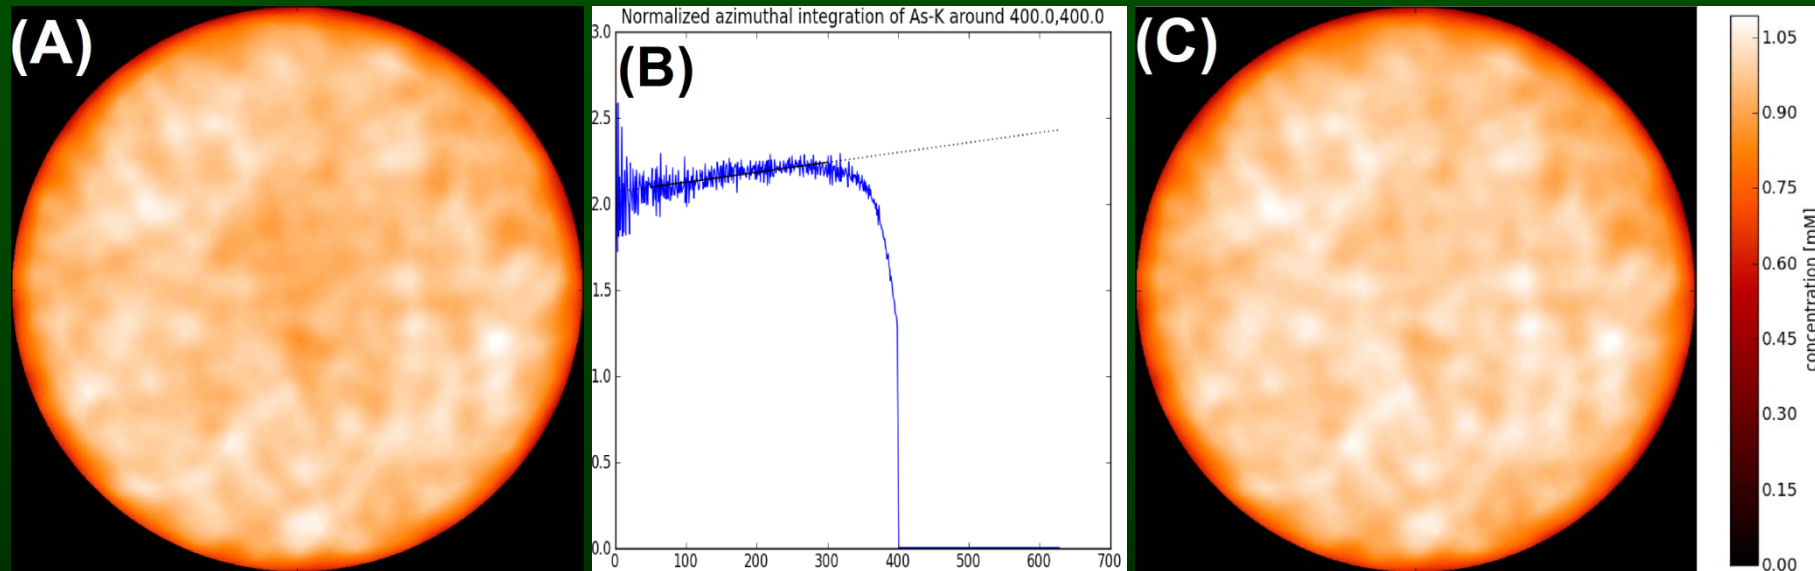 (A)
Normalized azimuthal integration of As-K around 400.0,400.0
(B)
3.0
2.5
2.0
1.5
1.0
0.5
0.0
0 100 200 300 400 500 600 700
(C)
1.05
0.90
0.75
0.60
0.45
0.30
0.15
0.00
concentration [mM]